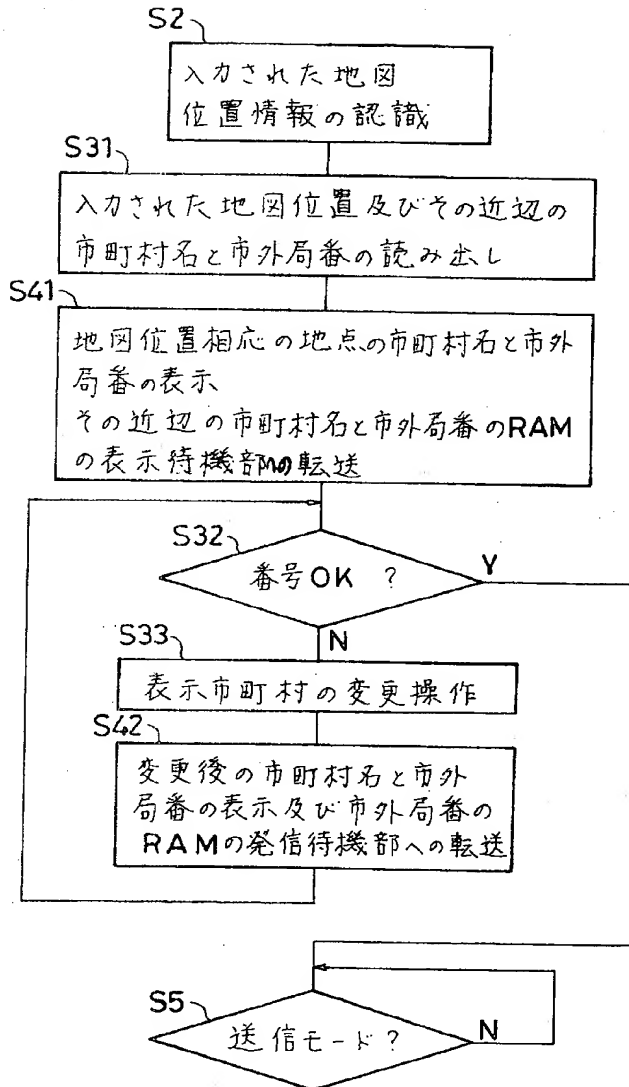 S2
入力された地図
位置情報の認識
S31
入力された地図位置及びその近辺の
市町村名と市外局番の読み出し
S41
地図位置相応の地点の市町村名と市外
局番の表示
その近辺の市町村名と市外局番のRAM
の表示待機部への転送
S32
番号OK ?
Y
N
S33
表示市町村の変更操作
S42
変更後の市町村名と市外
局番の表示及び市外局番の
RAMの発信待機部への転送
S5
送信モード?
N